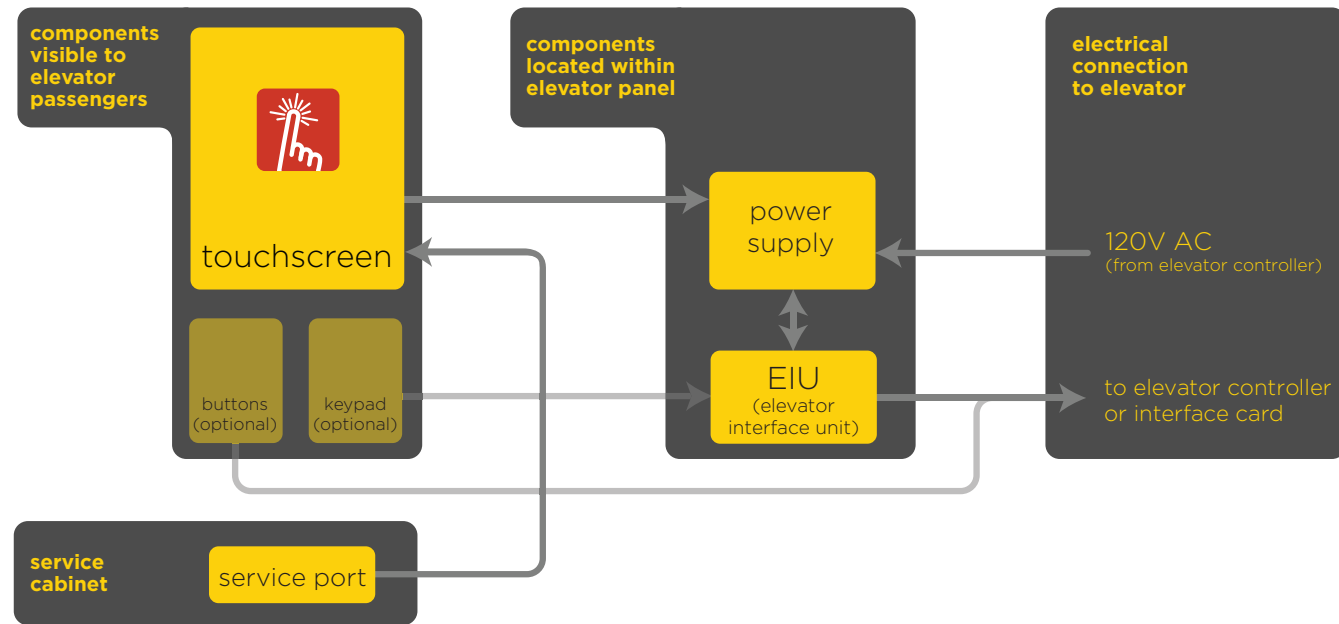 components
visible to
elevator
passengers
touchscreen
buttons
(optional)
keypad
(optional)
components
located within
elevator panel
power
supply
EIU
(elevator
interface unit)
electrical
connection
to elevator
120V AC
(from elevator controller)
to elevator controller
or interface card
service
cabinet
service port